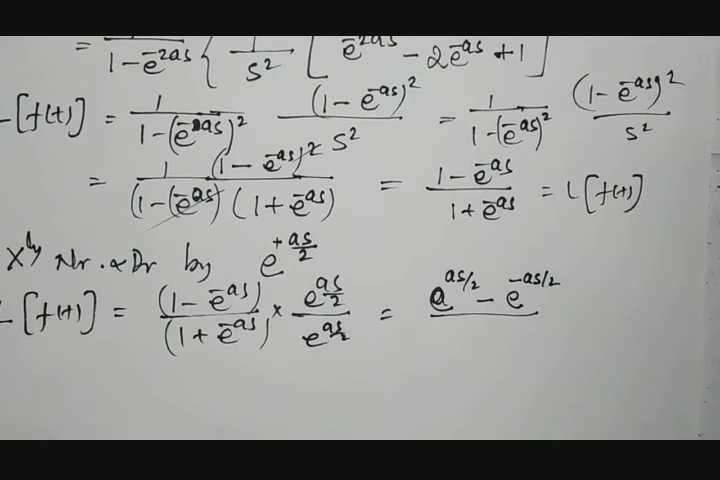 = 1/(1 - e^-2as) { 1/s² [ e^-2as - 2e^-as + 1 ]
L[f(t)] = 1/(1 - (e^-as)²) (1 - e^-as)²/s² = 1/(1 - (e^-as)²) (1 - e^-as)²/s²
= 1 (1 - e^-as)²/((1 - (e^-as)) (1 + e^-as)) = (1 - e^-as)/(1 + e^-as) = L[f(t)]
Xly Nr. & Dr by e^+as/2
L[f(t)] = (1 - e^-as)/(1 + e^-as) × e^as/2/e^as/2 = e^as/2 - e^-as/2